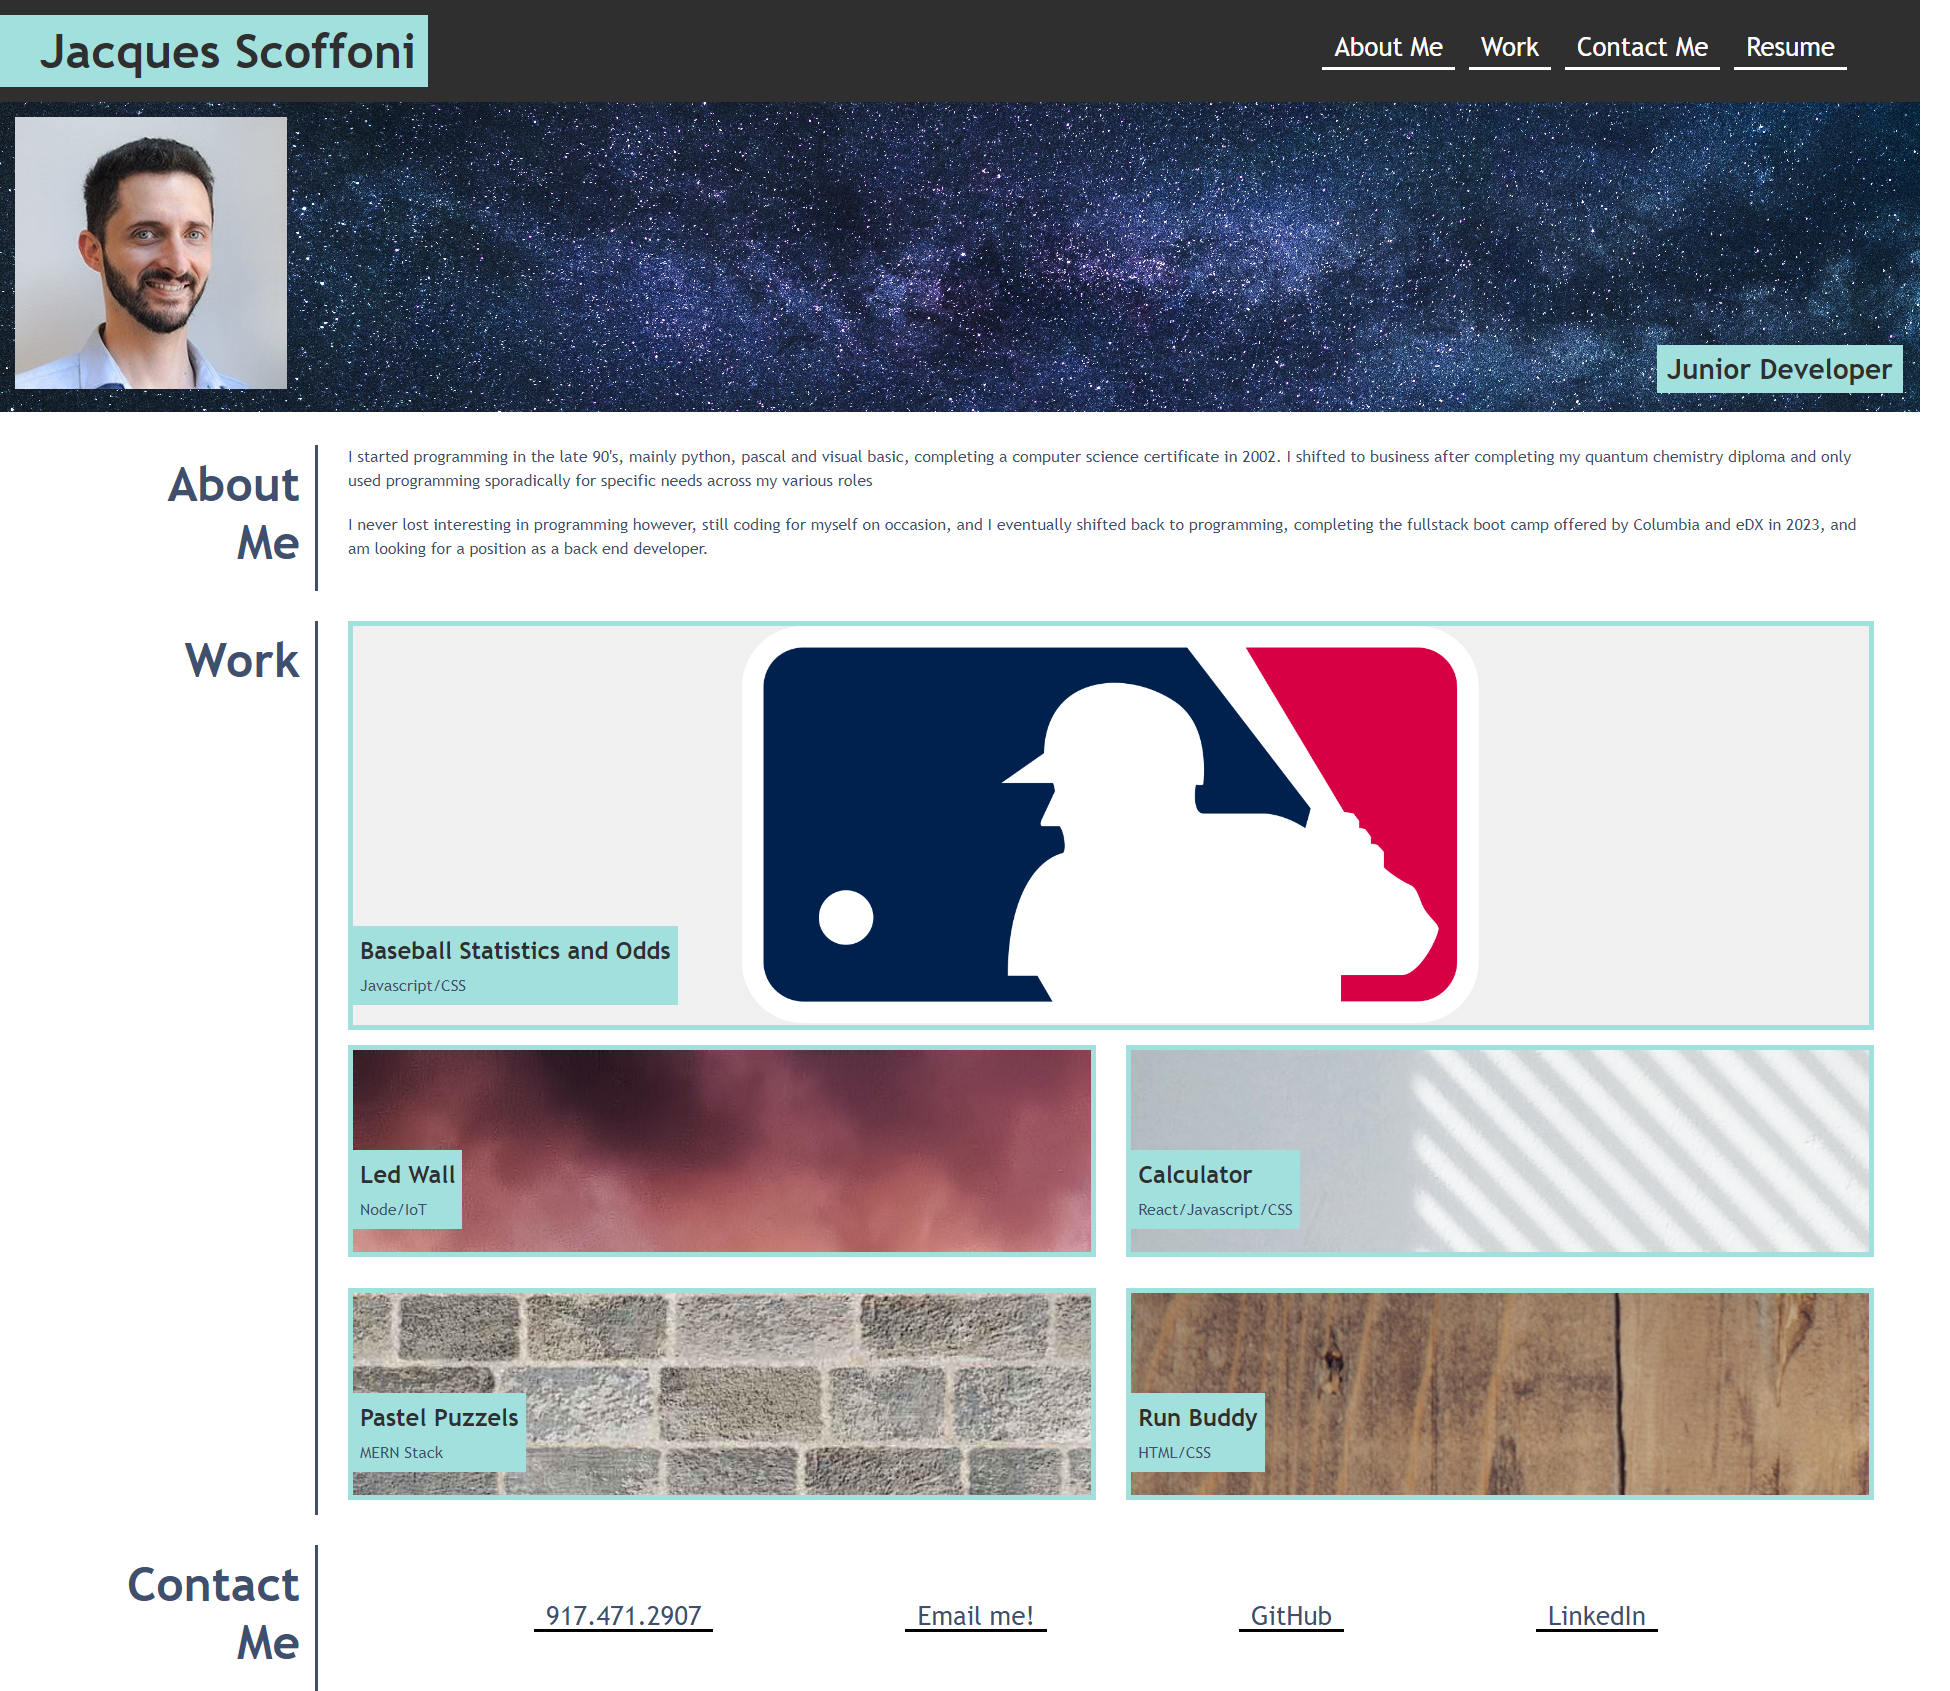 Jacques Scoffoni
About Me
Work
Contact Me
Resume
Junior Developer
About
Me
I started programming in the late 90's, mainly python, pascal and visual basic, completing a computer science certificate in 2002. I shifted to business after completing my quantum chemistry diploma and only
used programming sporadically for specific needs across my various roles
I never lost interesting in programming however, still coding for myself on occasion, and I eventually shifted back to programming, completing the fullstack boot camp offered by Columbia and eDX in 2023, and
am looking for a position as a back end developer.
Work
Baseball Statistics and Odds
Javascript/CSS
Led Wall
Node/IoT
Calculator
React/Javascript/CSS
Pastel Puzzels
MERN Stack
Run Buddy
HTML/CSS
Contact
Me
917.471.2907
Email me!
GitHub
LinkedIn